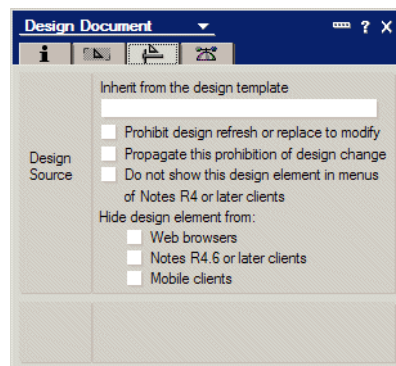 Design Document
? X
i
Inherit from the design template
Prohibit design refresh or replace to modify
Design Source
Propagate this prohibition of design change
Do not show this design element in menus
of Notes R4 or later clients
Hide design element from:
Web browsers
Notes R4.6 or later clients
Mobile clients